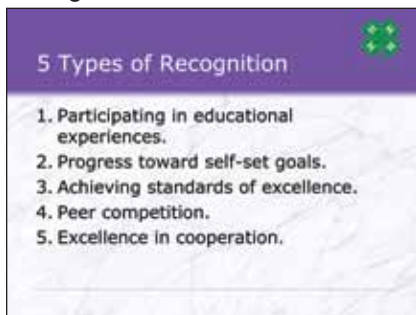 5 Types of Recognition
1. Participating in educational
experiences.
2. Progress toward self-set goals.
3. Achieving standards of excellence.
4. Peer competition.
5. Excellence in cooperation.